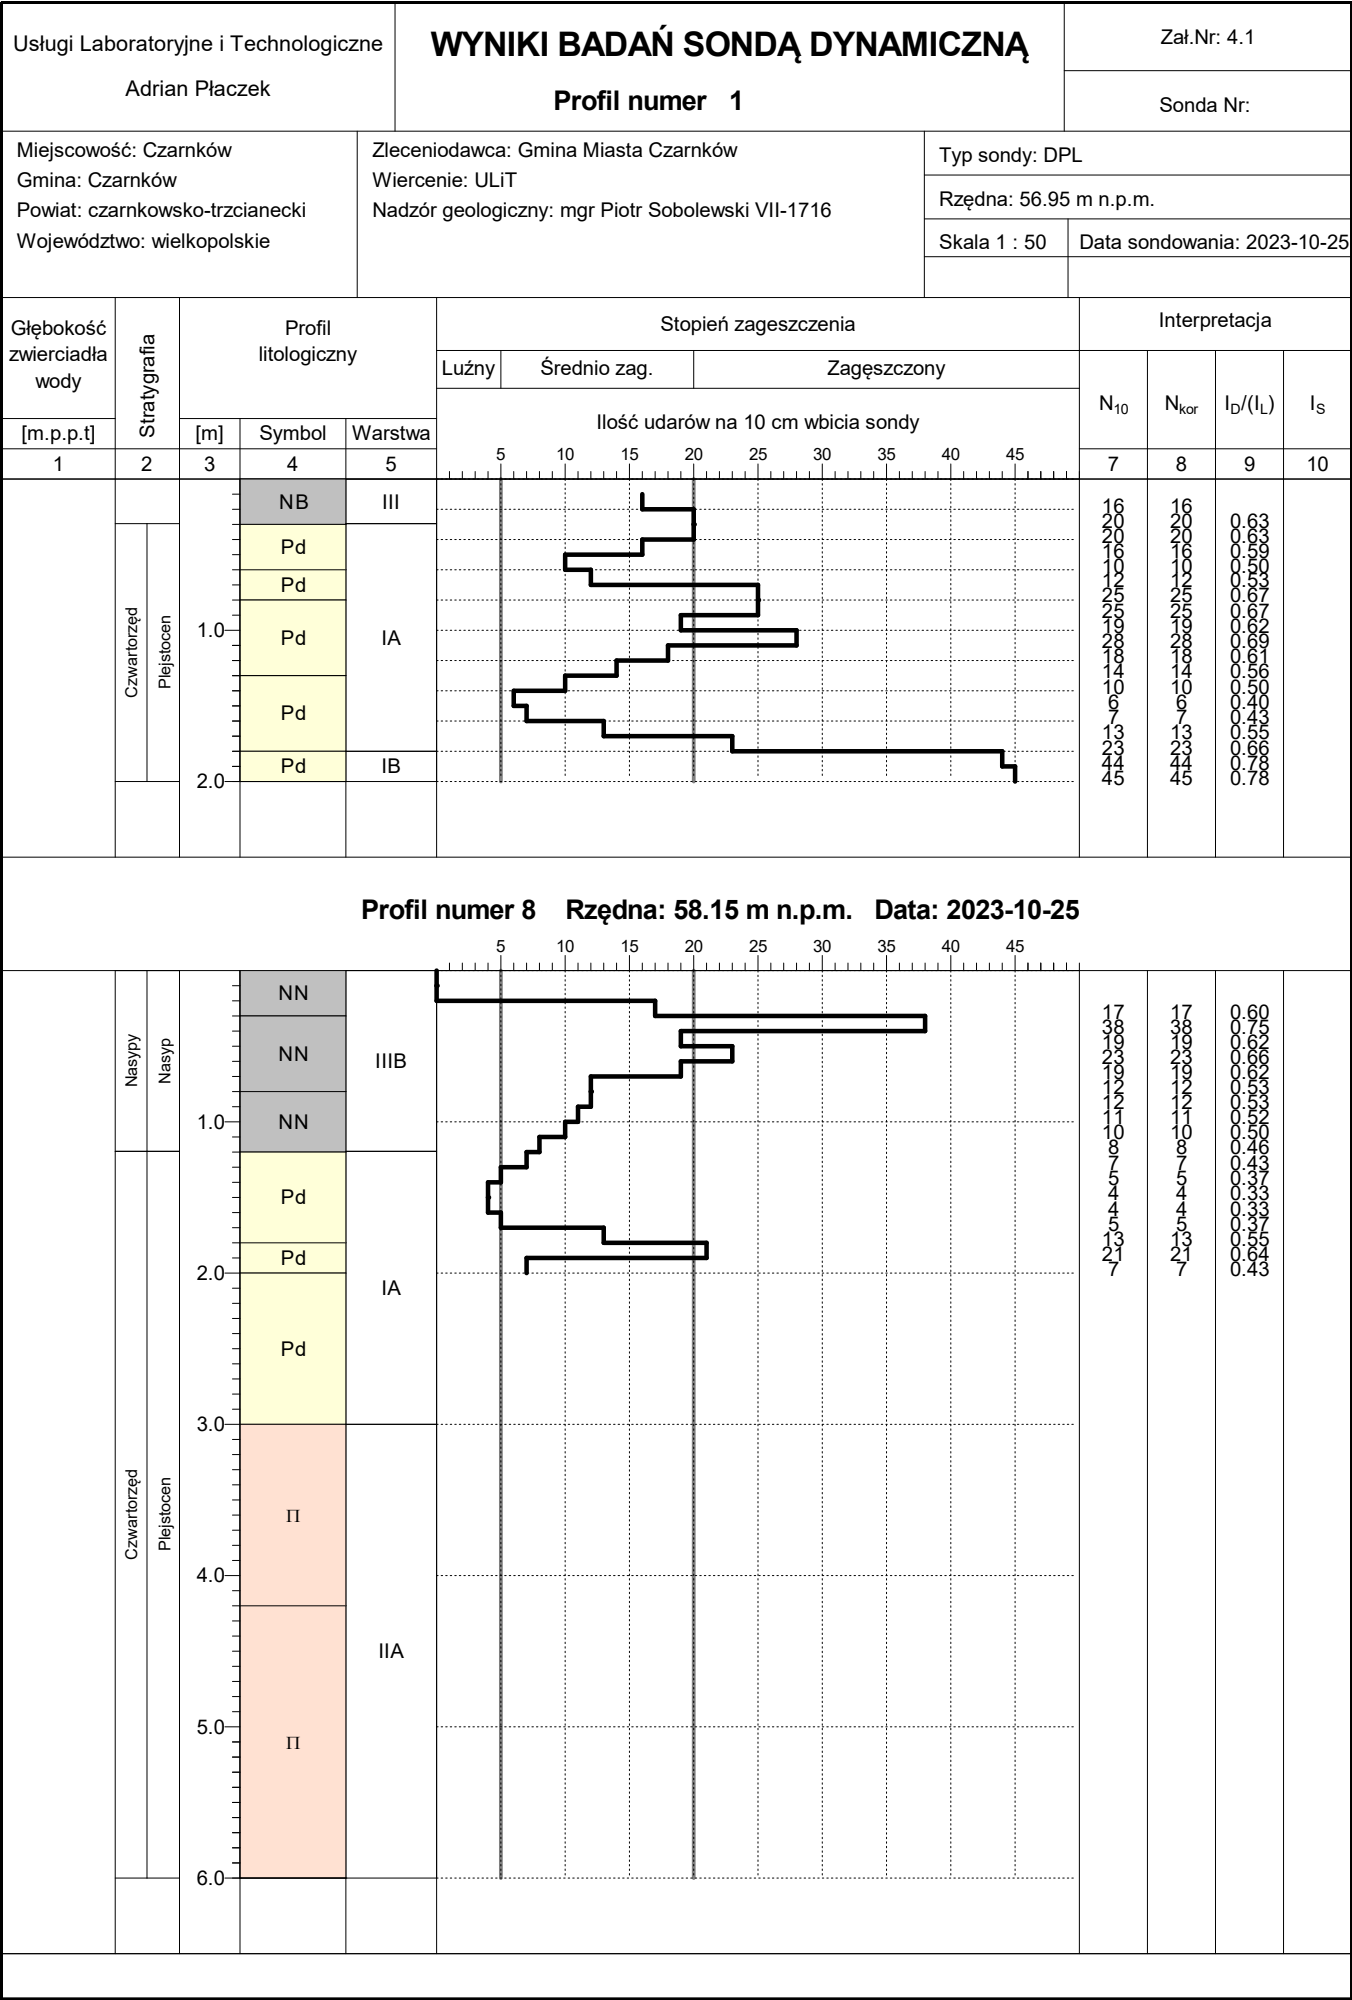 Usługi Laboratoryjne i Technologiczne
Adrian Płaczek
WYNIKI BADAŃ SONDĄ DYNAMICZNĄ
Profil numer 1
Zał.Nr: 4.1
Sonda Nr:
Miejscowość: Czarnków
Gmina: Czarnków
Powiat: czarnkowsko-trzcianecki
Województwo: wielkopolskie
Zleceniodawca: Gmina Miasta Czarnków
Wiercenie: ULiT
Nadzór geologiczny: mgr Piotr Sobolewski VII-1716
Typ sondy: DPL
Rzędna: 56.95 m n.p.m.
Skala 1 : 50
Data sondowania: 2023-10-25
Głębokość
zwierciadła
wody
[m.p.p.t]
Stratygrafia
Profil
litologiczny
[m] Symbol Warstwa
Stopień zageszczenia
Luźny Średnio zag. Zagęszczony
Ilość udarów na 10 cm wbicia sondy
5 10 15 20 25 30 35 40 45
Interpretacja
N10 Nkor ID/(IL) IS
1 2 3 4 5 7 8 9 10
Czwartorzęd
Plejstocen
1.0
2.0
NB
Pd
Pd
Pd
Pd
Pd
III
IA
IB
16 16
20 20 0.63
20 20 0.63
16 16 0.59
10 10 0.50
12 12 0.53
25 25 0.67
25 25 0.67
19 19 0.62
28 28 0.69
18 18 0.61
14 14 0.56
10 10 0.50
6 6 0.40
7 7 0.43
13 13 0.55
23 23 0.66
44 44 0.78
45 45 0.78
Profil numer 8 Rzędna: 58.15 m n.p.m. Data: 2023-10-25
5 10 15 20 25 30 35 40 45
Nasypy
Nasyp
Czwartorzęd
Plejstocen
1.0
2.0
3.0
4.0
5.0
6.0
NN
NN
NN
Pd
Pd
Pd
Π
Π
IIIB
IA
IIA
17 17 0.60
38 38 0.75
19 19 0.62
23 23 0.66
19 19 0.62
12 12 0.53
12 12 0.53
11 11 0.52
10 10 0.50
8 8 0.46
7 7 0.43
5 5 0.37
4 4 0.33
4 4 0.33
5 5 0.37
13 13 0.55
21 21 0.64
7 7 0.43